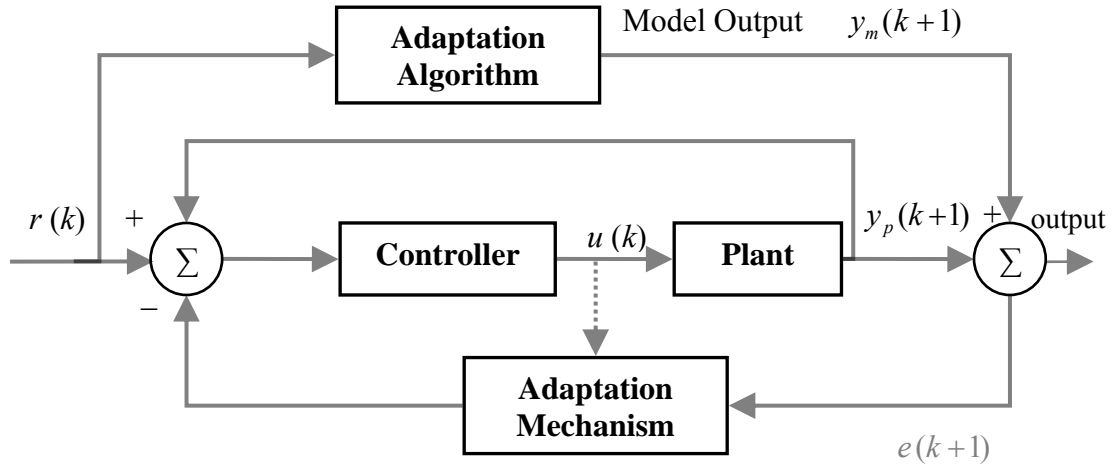 Model Output y_m(k+1)
Adaptation
Algorithm
r(k)
+
Σ
−
Controller
u(k)
Plant
y_p(k+1)
+
Σ
output
Adaptation
Mechanism
e(k+1)